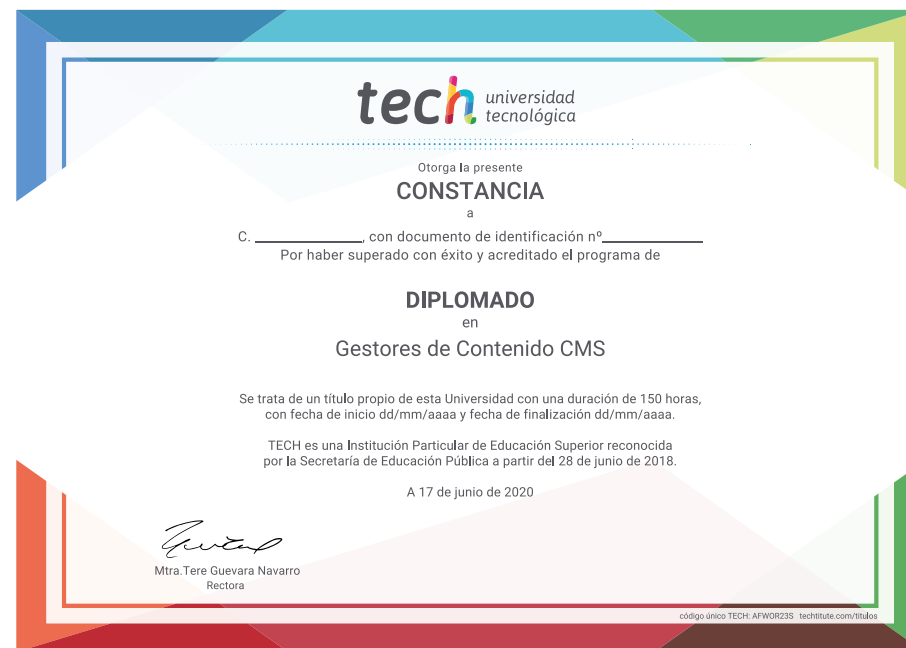 tech universidad
tecnológica
Otorga la presente
CONSTANCIA
a
C. ____________, con documento de identificación nº____________
Por haber superado con éxito y acreditado el programa de
DIPLOMADO
en
Gestores de Contenido CMS
Se trata de un título propio de esta Universidad con una duración de 150 horas,
con fecha de inicio dd/mm/aaaa y fecha de finalización dd/mm/aaaa.
TECH es una Institución Particular de Educación Superior reconocida
por la Secretaría de Educación Pública a partir del 28 de junio de 2018.
A 17 de junio de 2020
Mtra.Tere Guevara Navarro
Rectora
código único TECH: AFWOR23S techtitute.com/titulos